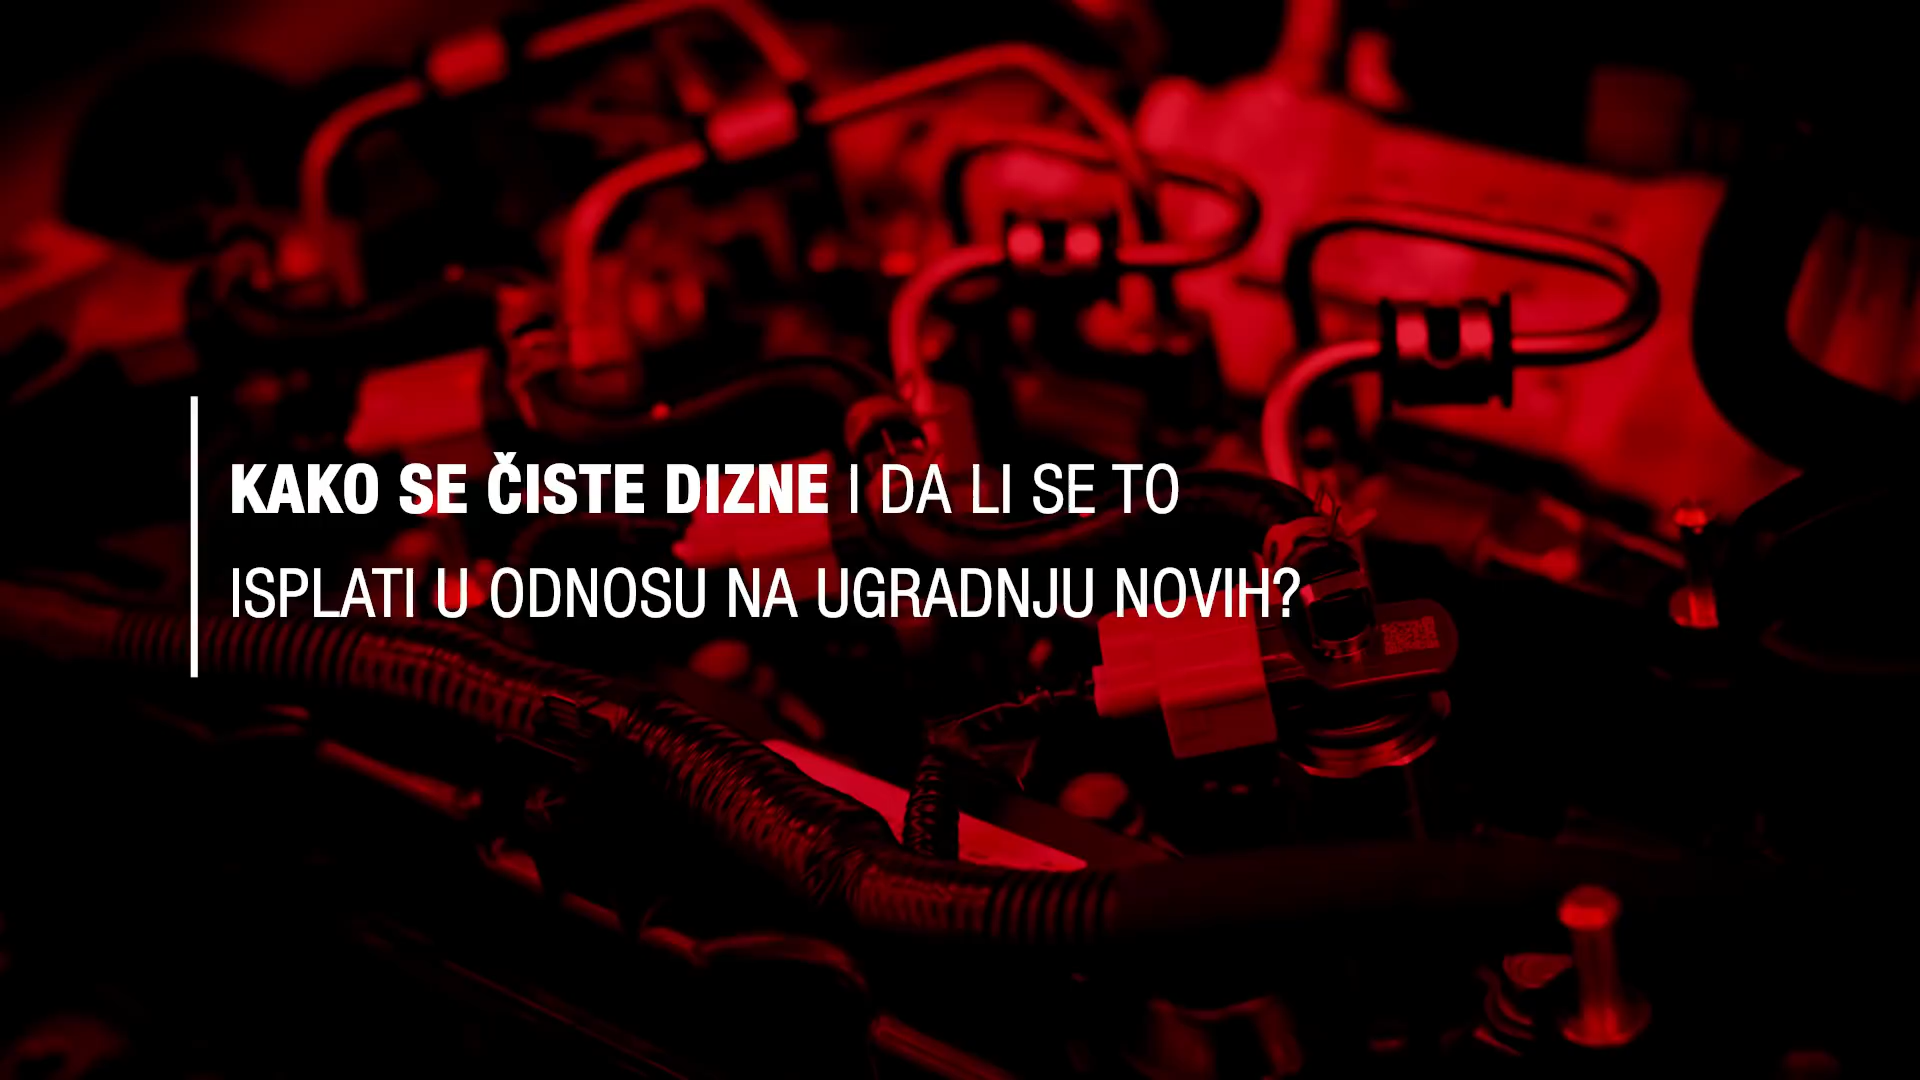 KAKO SE ČISTE DIZNE I DA LI SE TO
ISPLATI U ODNOSU NA UGRADNJU NOVIH?